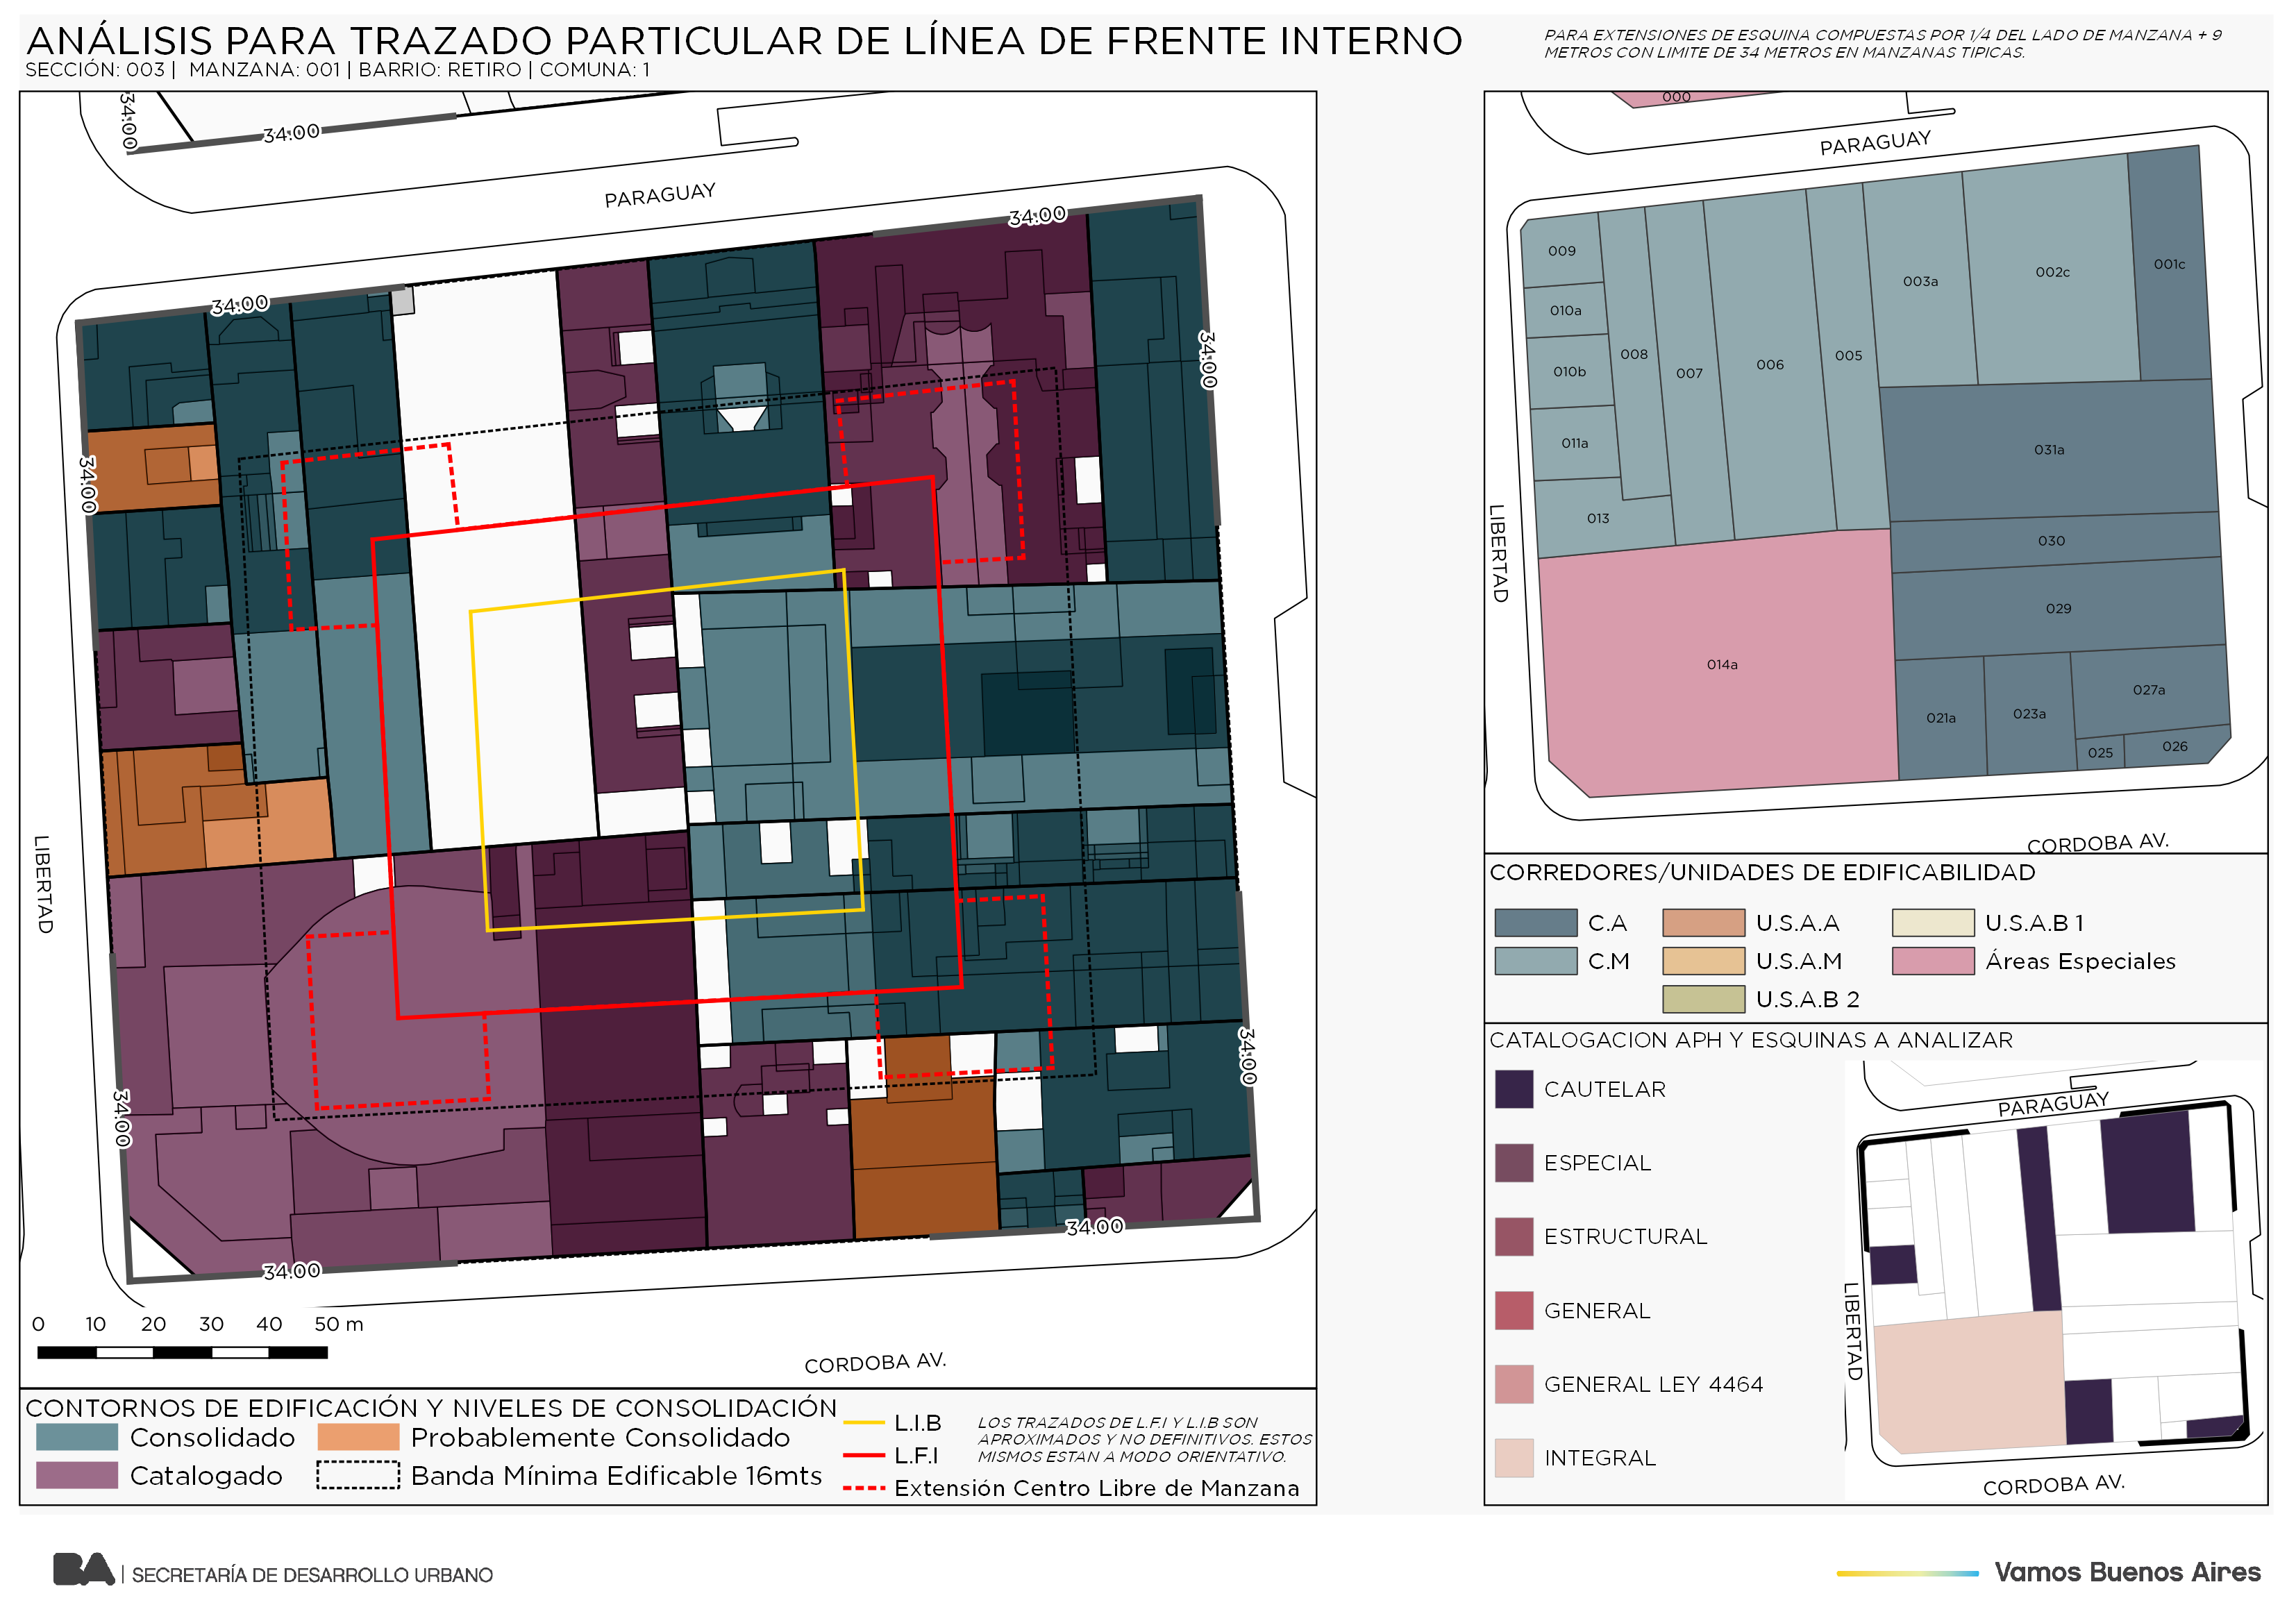 ANÁLISIS PARA TRAZADO PARTICULAR DE LÍNEA DE FRENTE INTERNO
SECCIÓN: 003 | MANZANA: 001 | BARRIO: RETIRO | COMUNA: 1
PARA EXTENSIONES DE ESQUINA COMPUESTAS POR 1/4 DEL LADO DE MANZANA + 9
METROS CON LIMITE DE 34 METROS EN MANZANAS TIPICAS.
34:00
34:00
PARAGUAY
34:00
34:00
34:00
34:00
LIBERTAD
34:00
34:00
34:00
34:00
CORDOBA AV.
0 10 20 30 40 50 m
CONTORNOS DE EDIFICACIÓN Y NIVELES DE CONSOLIDACIÓN
Consolidado
Probablemente Consolidado
Catalogado
Banda Mínima Edificable 16mts
L.I.B
L.F.I
Extensión Centro Libre de Manzana
LOS TRAZADOS DE L.F.I Y L.I.B SON
APROXIMADOS Y NO DEFINITIVOS. ESTOS
MISMOS ESTAN A MODO ORIENTATIVO.
000
PARAGUAY
009
010a
010b
011a
013
008
007
006
005
003a
002c
001c
031a
030
029
014a
021a
023a
027a
025
026
LIBERTAD
CORDOBA AV.
CORREDORES/UNIDADES DE EDIFICABILIDAD
C.A
U.S.A.A
U.S.A.B 1
C.M
U.S.A.M
Áreas Especiales
U.S.A.B 2
CATALOGACION APH Y ESQUINAS A ANALIZAR
CAUTELAR
ESPECIAL
ESTRUCTURAL
GENERAL
GENERAL LEY 4464
INTEGRAL
PARAGUAY
LIBERTAD
CORDOBA AV.
BA | SECRETARÍA DE DESARROLLO URBANO
Vamos Buenos Aires